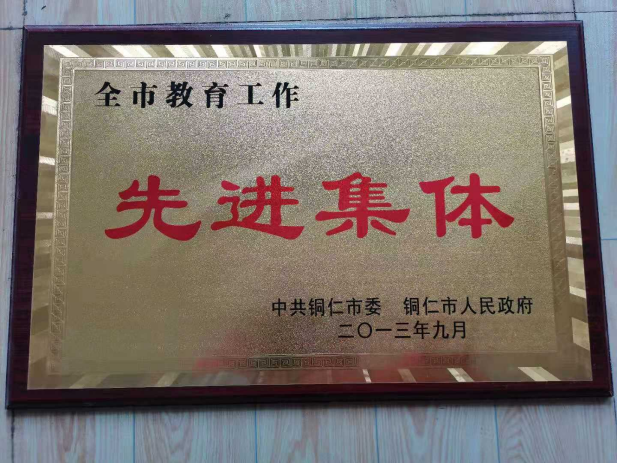 全市教育工作
先进集体
中共铜仁市委 铜仁市人民政府
二〇一三年九月